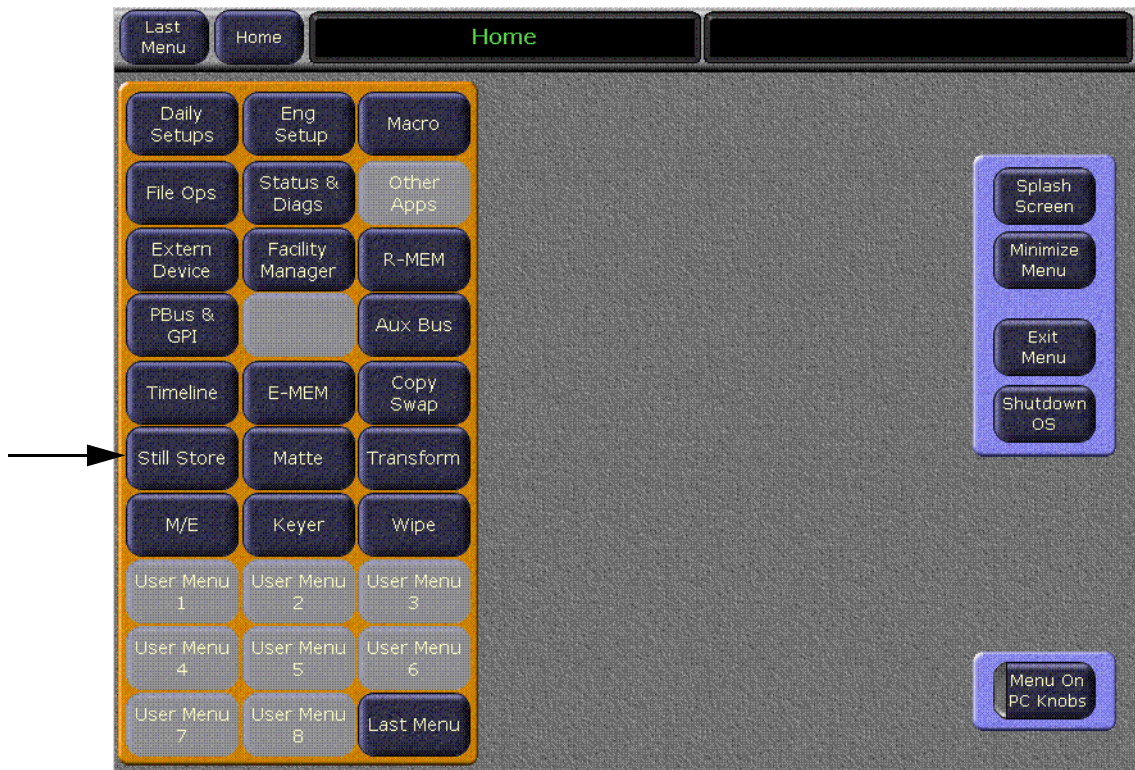 Last
Menu
Home
Home
Daily
Setups
Eng
Setup
Macro
File Ops
Status &
Diags
Other
Apps
Extern
Device
Facility
Manager
R-MEM
PBus &
GPI
Aux Bus
Timeline
E-MEM
Copy
Swap
Still Store
Matte
Transform
M/E
Keyer
Wipe
User Menu
1
User Menu
2
User Menu
3
User Menu
4
User Menu
5
User Menu
6
User Menu
7
User Menu
8
Last Menu
Splash
Screen
Minimize
Menu
Exit
Menu
Shutdown
OS
Menu On
PC Knobs